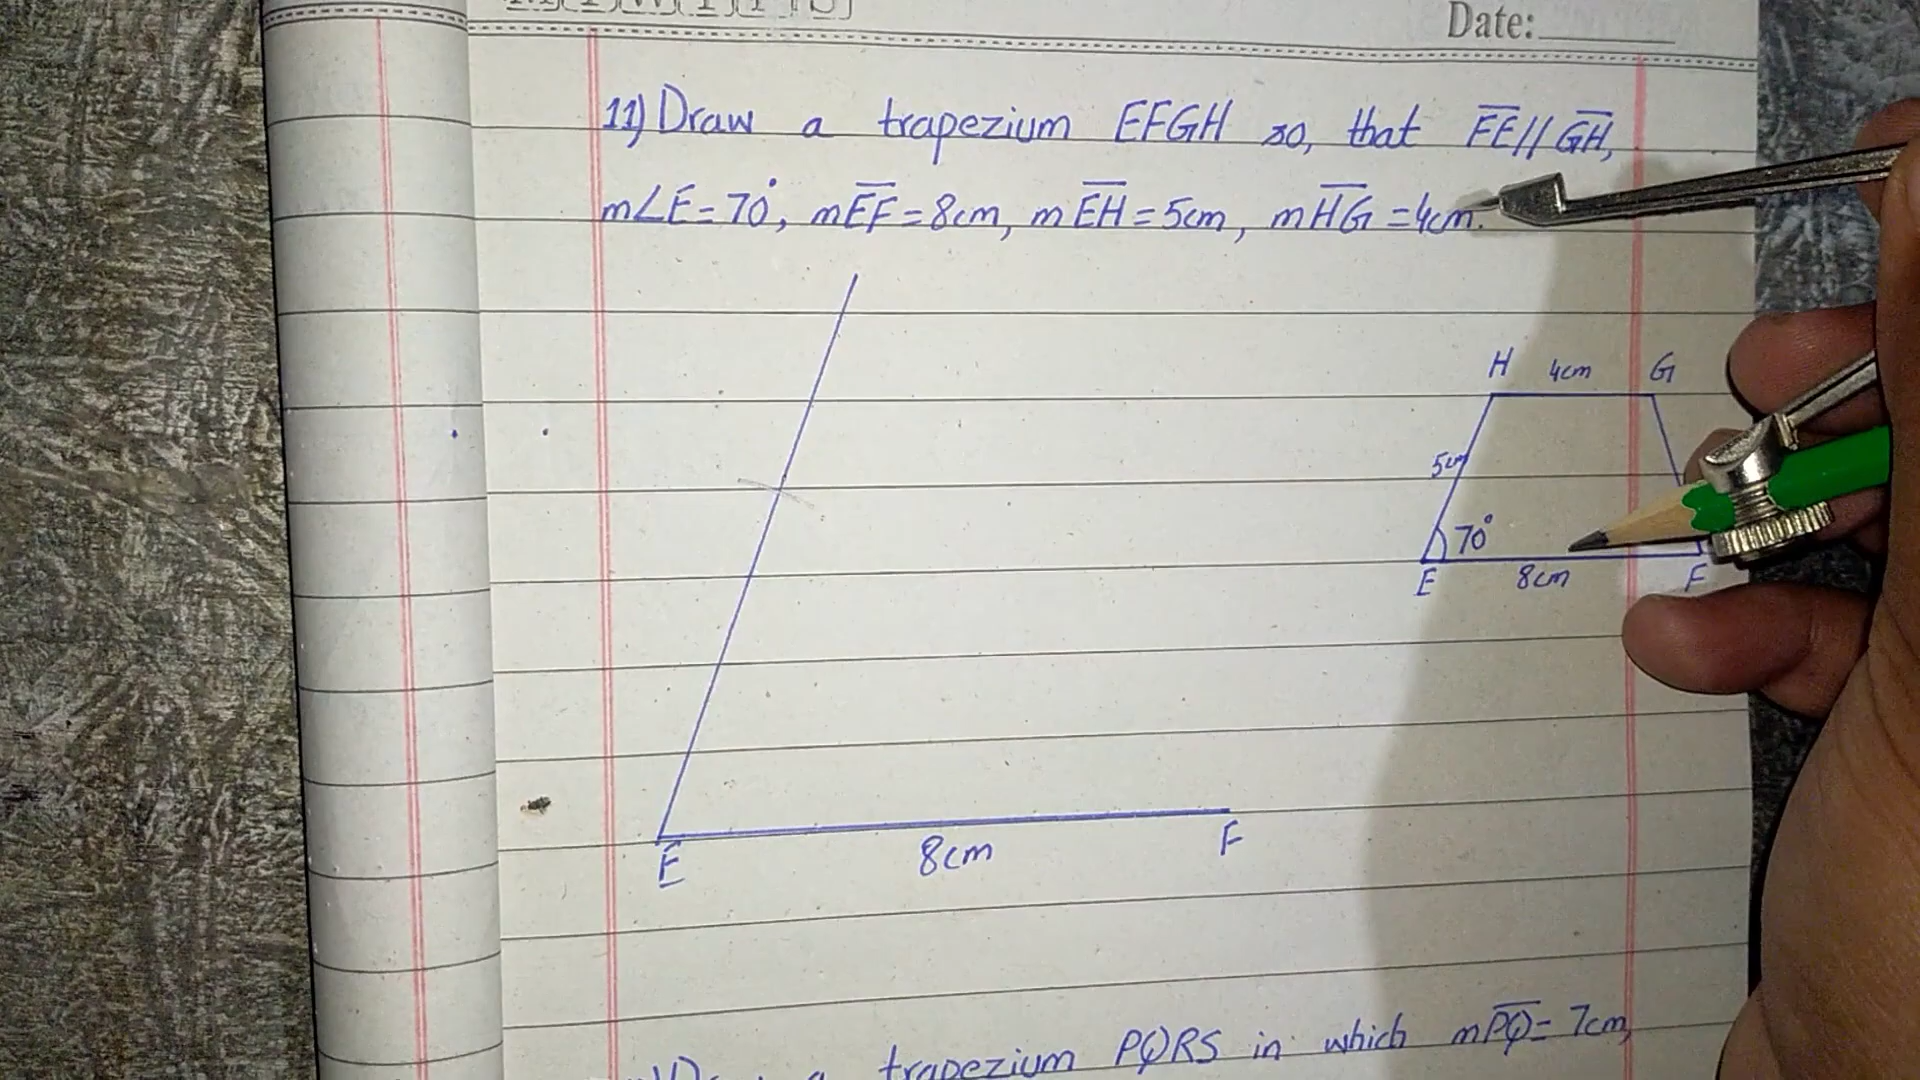 Date:
11) Draw a trapezium EFGH so, that FE//GH,
m∠E=70°, mEF=8cm, mEH=5cm, mHG=4cm.
H 4cm G
5cm
70°
E 8cm F
E 8cm F
a trapezium PQRS in which mPQ=7cm,